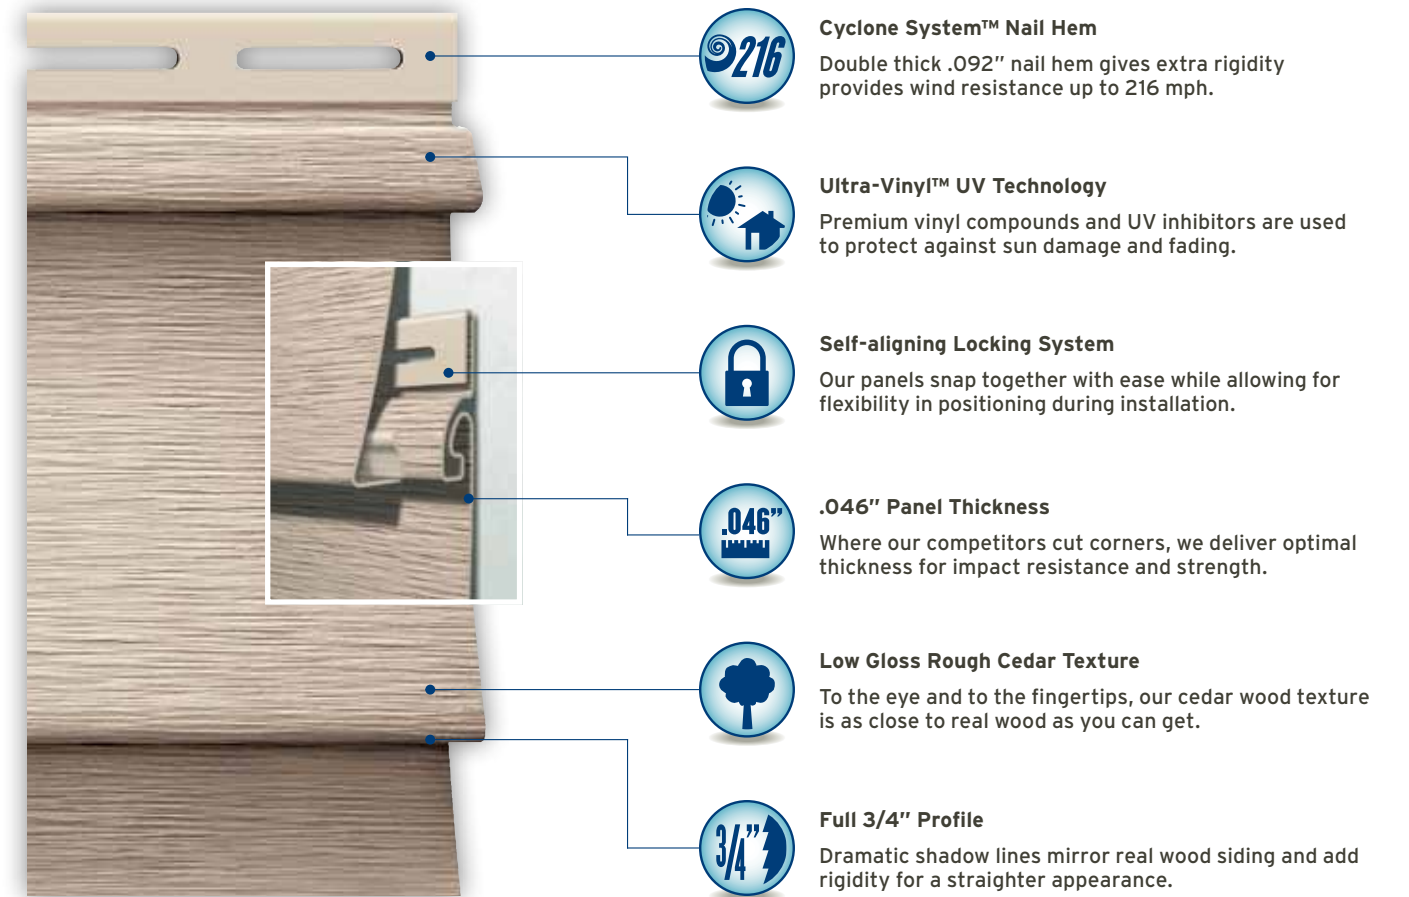 216
Cyclone System™ Nail Hem
Double thick .092” nail hem gives extra rigidity
provides wind resistance up to 216 mph.
Ultra-Vinyl™ UV Technology
Premium vinyl compounds and UV inhibitors are used
to protect against sun damage and fading.
Self-aligning Locking System
Our panels snap together with ease while allowing for
flexibility in positioning during installation.
.046”
.046” Panel Thickness
Where our competitors cut corners, we deliver optimal
thickness for impact resistance and strength.
Low Gloss Rough Cedar Texture
To the eye and to the fingertips, our cedar wood texture
is as close to real wood as you can get.
3/4”
Full 3/4” Profile
Dramatic shadow lines mirror real wood siding and add
rigidity for a straighter appearance.